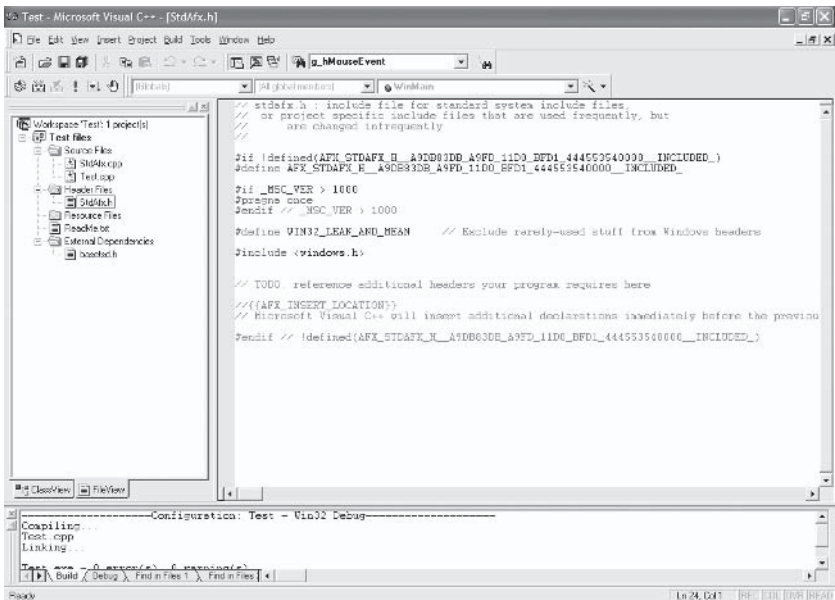 Test - Microsoft Visual C++ - [StdAfx.h]
File Edit View Insert Project Build Tools Window Help
g_hMouseEvent
(Globals) (All global members) WinMain
Workspace 'Test': 1 project(s)
Test files
Source Files
StdAfx.cpp
Test.cpp
Header Files
StdAfx.h
Resource Files
ReadMe.txt
External Dependencies
basetsd.h
ClassView FileView
// stdafx.h : include file for standard system include files,
// or project specific include files that are used frequently, but
// are changed infrequently
//
#if !defined(AFX_STDAFX_H__A9DB83DB_A9FD_11D0_BFD1_444553540000__INCLUDED_)
#define AFX_STDAFX_H__A9DB83DB_A9FD_11D0_BFD1_444553540000__INCLUDED_
#if _MSC_VER > 1000
#pragma once
#endif // _MSC_VER > 1000
#define WIN32_LEAN_AND_MEAN // Exclude rarely-used stuff from Windows headers
#include <windows.h>
// TODO: reference additional headers your program requires here
//{{AFX_INSERT_LOCATION}}
// Microsoft Visual C++ will insert additional declarations immediately before the previou
#endif // !defined(AFX_STDAFX_H__A9DB83DB_A9FD_11D0_BFD1_444553540000__INCLUDED_)
--------------------Configuration: Test - Win32 Debug--------------------
Compiling...
Test.cpp
Linking...
Test.exe - 0 error(s), 0 warning(s)
Build Debug Find in Files 1 Find in Files
Ready
Ln 24, Col 1 REC COL OVR READ